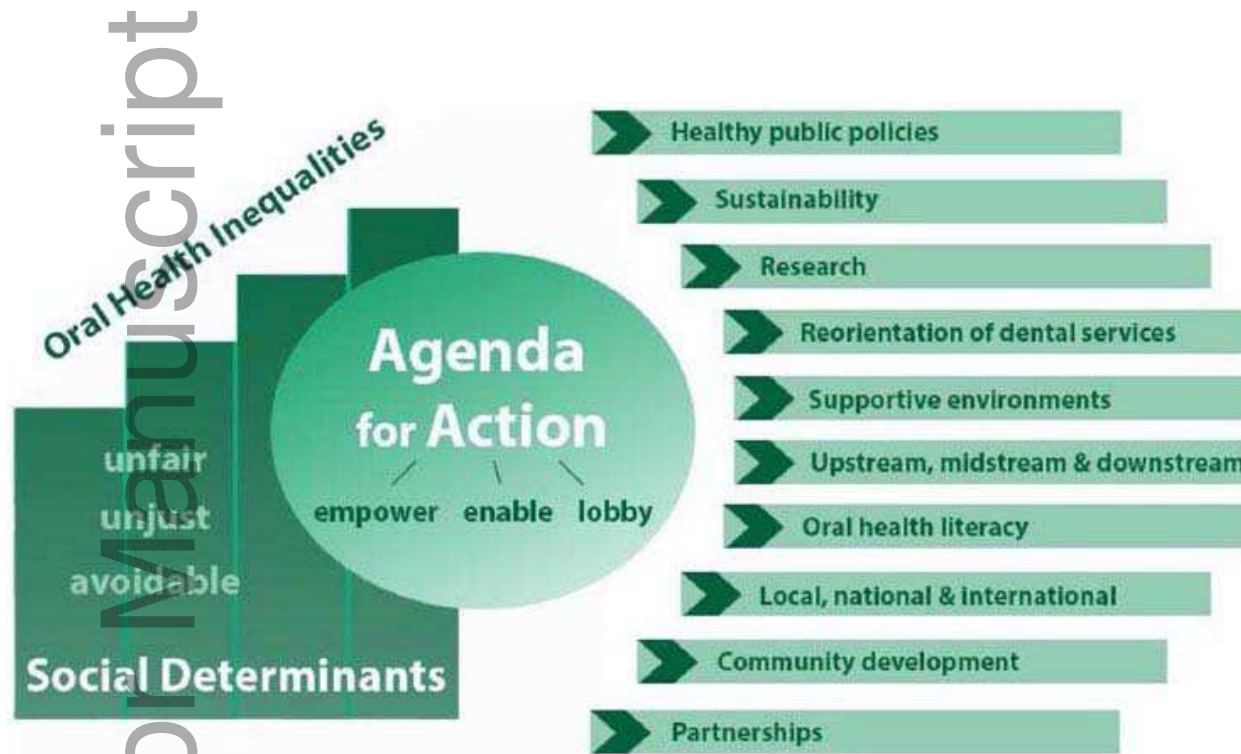 or Manuscript
Oral Health Inequalities
unfair
unjust
avoidable
Social Determinants
Agenda
for Action
empower enable lobby
Healthy public policies
Sustainability
Research
Reorientation of dental services
Supportive environments
Upstream, midstream & downstream
Oral health literacy
Local, national & international
Community development
Partnerships